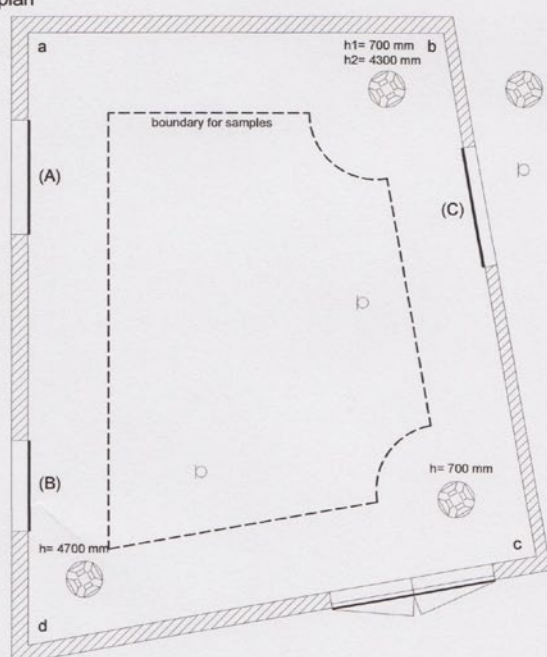 plan
a
h1= 700 mm
b
h2= 4300 mm
boundary for samples
(A)
(C)
(B)
h= 700 mm
h= 4700 mm
c
d